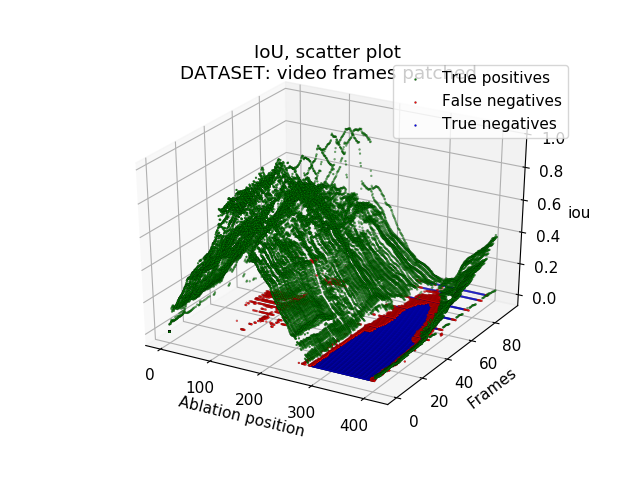 IoU, scatter plot
DATASET: video frames patched
True positives
False negatives
True negatives
1.0
0.8
0.6
0.4
0.2
0.0
iou
0
100
200
300
400
Ablation position
0
20
40
60
80
Frames